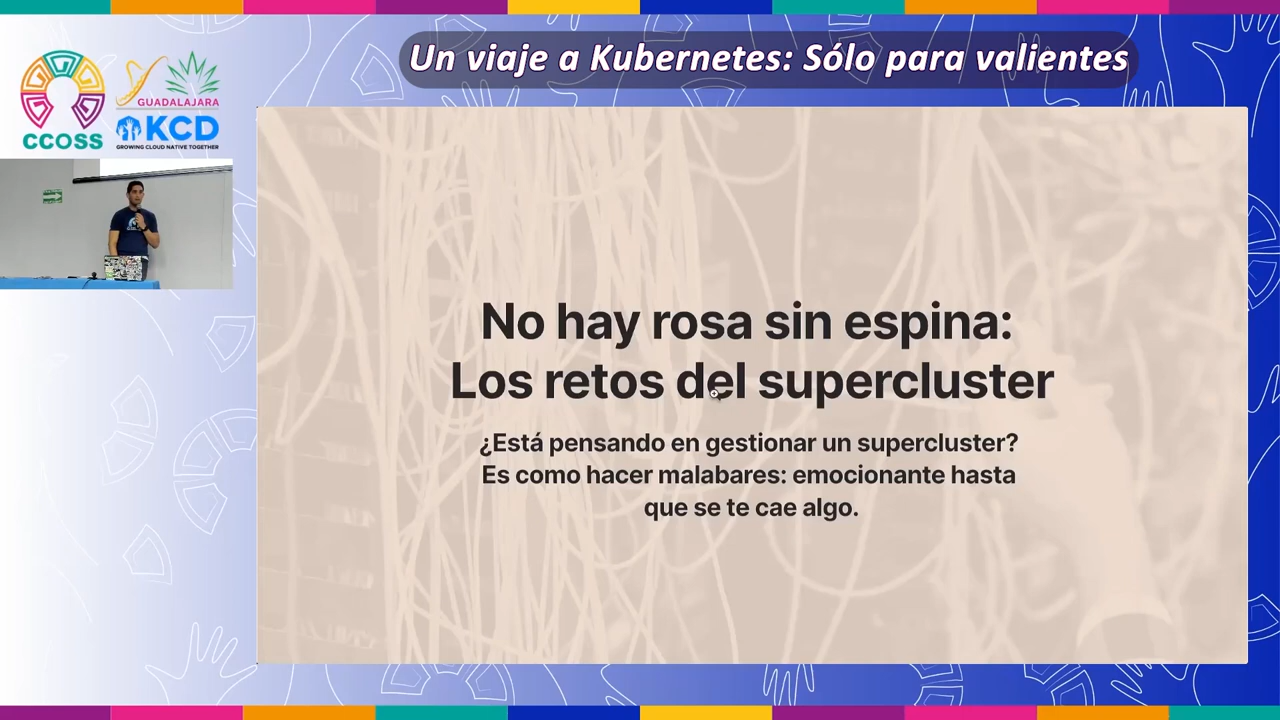 Un viaje a Kubernetes: Sólo para valientes
CCOSS
GUADALAJARA
KCD
GROWING CLOUD NATIVE TOGETHER
No hay rosa sin espina:
Los retos del supercluster
¿Está pensando en gestionar un supercluster?
Es como hacer malabares: emocionante hasta
que se te cae algo.